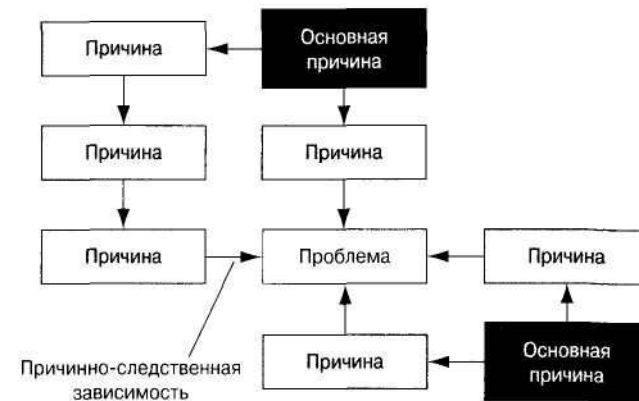 Причина
Основная
причина
Причина
Причина
Причина
Проблема
Причина
Причинно-следственная
зависимость
Причина
Основная
причина